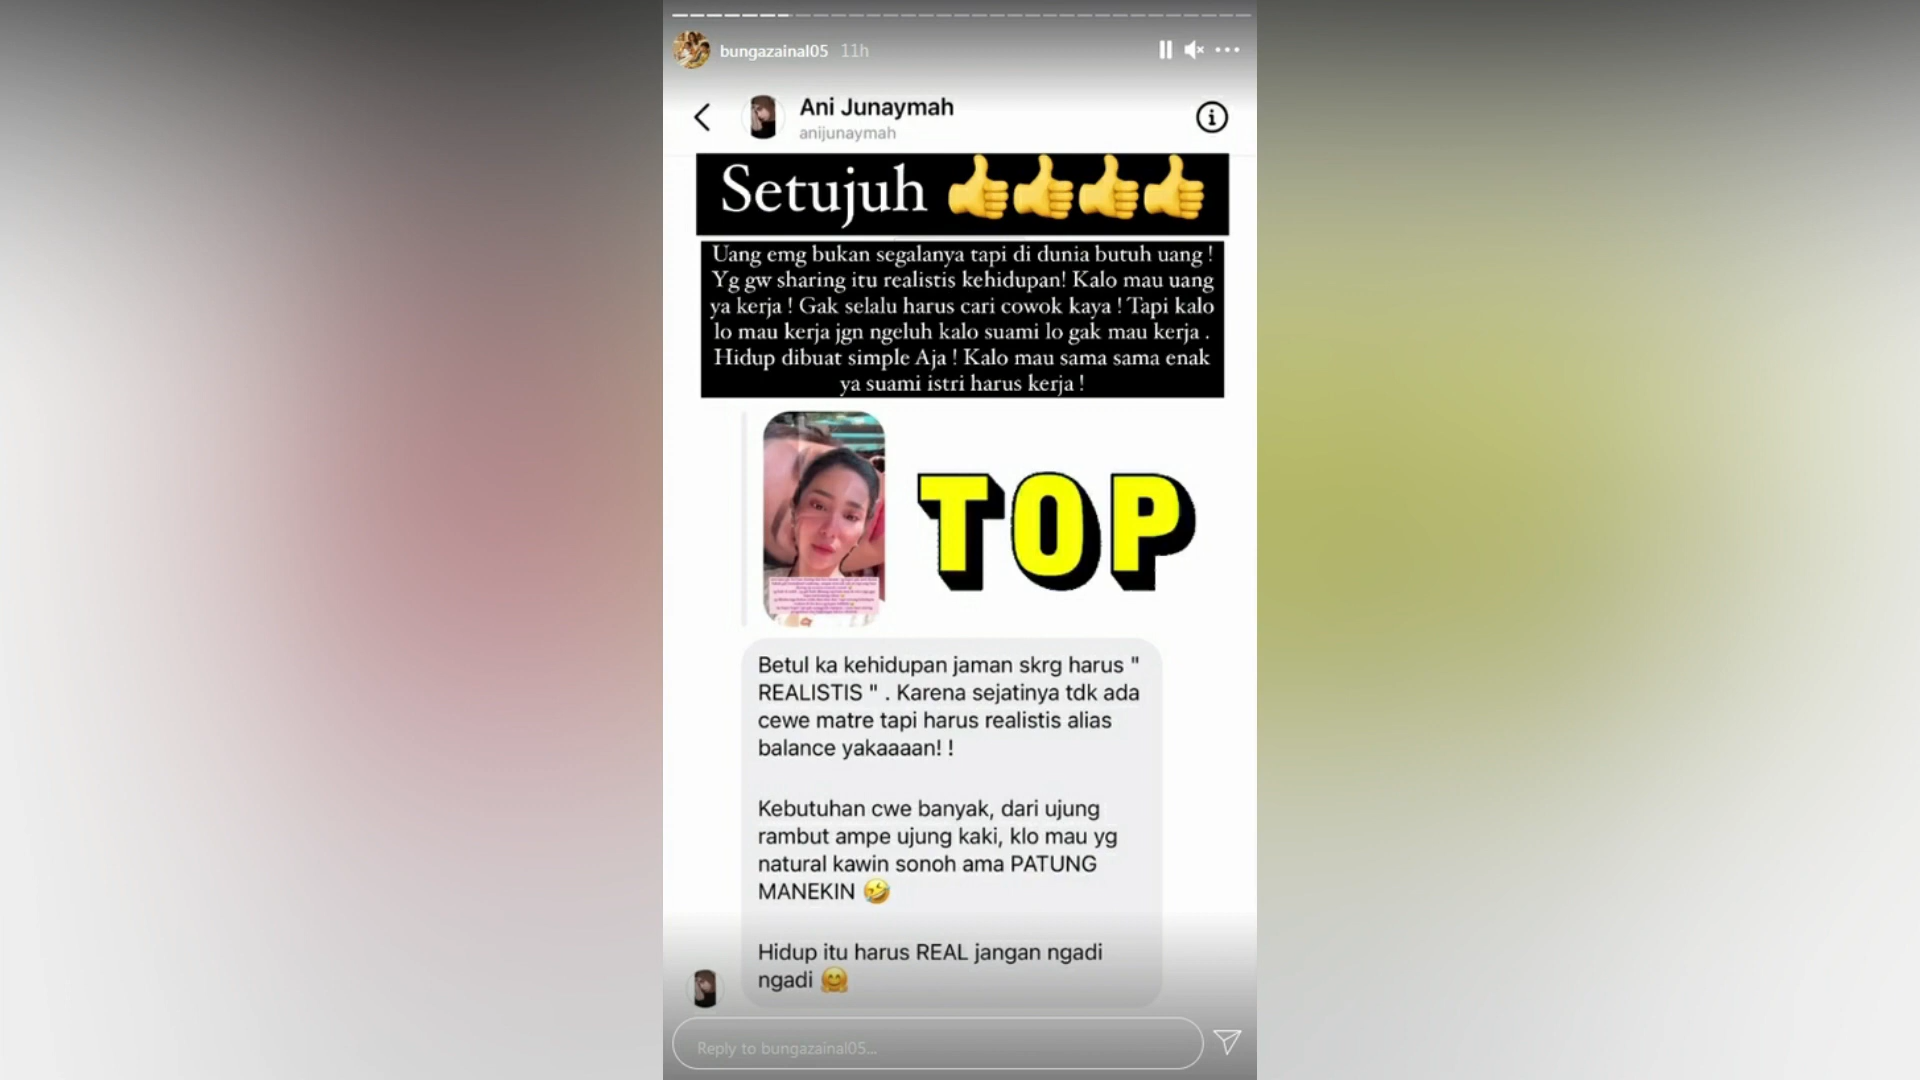 bungazainal05 11h
Ani Junaymah
anijunaymah
Setujuh 👍👍👍👍
Uang emg bukan segalanya tapi di dunia butuh uang !
Yg gw sharing itu realistis kehidupan! Kalo mau uang
ya kerja ! Gak selalu harus cari cowok kaya ! Tapi kalo
lo mau kerja jgn ngeluh kalo suami lo gak mau kerja .
Hidup dibuat simple Aja ! Kalo mau sama sama enak
ya suami istri harus kerja !
TOP
Betul ka kehidupan jaman skrg harus "
REALISTIS " . Karena sejatinya tdk ada
cewe matre tapi harus realistis alias
balance yakaaaan! !
Kebutuhan cwe banyak, dari ujung
rambut ampe ujung kaki, klo mau yg
natural kawin sonoh ama PATUNG
MANEKIN 🤣
Hidup itu harus REAL jangan ngadi
ngadi 🤗
Reply to bungazainal05...